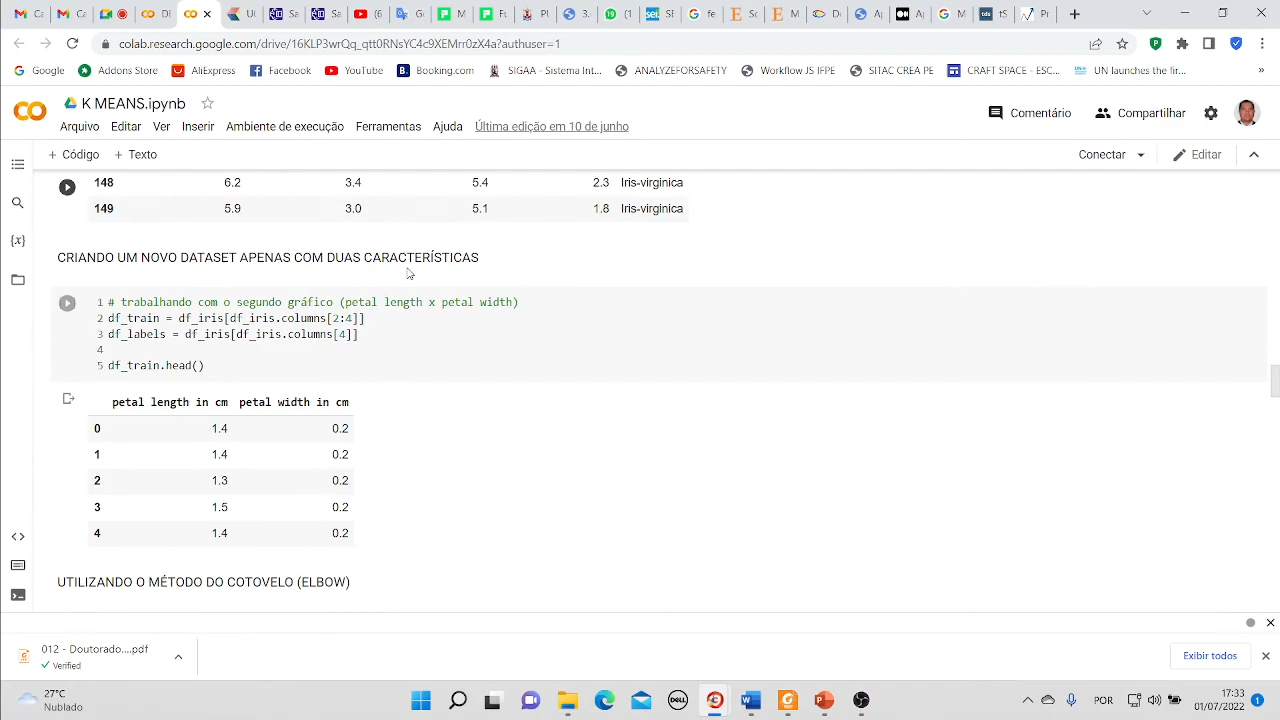 colab.research.google.com/drive/16KLP3wrQq_qtt0RNsYC4c9XEMrr0zX4a?authuser=1
Google Addons Store AliExpress Facebook YouTube Booking.com SIGAA - Sistema Int... ANALYZEFORSAFETY Workflow JS IFPE SITAC CREA PE CRAFT SPACE - ESC... UN launches the fir... »
K MEANS.ipynb
Comentário Compartilhar
Arquivo Editar Ver Inserir Ambiente de execução Ferramentas Ajuda Última edição em 10 de junho
+ Código + Texto Conectar Editar
148 6.2 3.4 5.4 2.3 Iris-virginica
149 5.9 3.0 5.1 1.8 Iris-virginica
CRIANDO UM NOVO DATASET APENAS COM DUAS CARACTERÍSTICAS
1 # trabalhando com o segundo gráfico (petal length x petal width)
2 df_train = df_iris[df_iris.columns[2:4]]
3 df_labels = df_iris[df_iris.columns[4]]
4
5 df_train.head()
petal length in cm petal width in cm
0 1.4 0.2
1 1.4 0.2
2 1.3 0.2
3 1.5 0.2
4 1.4 0.2
UTILIZANDO O MÉTODO DO COTOVELO (ELBOW)
012 - Doutorado....pdf
Verified
Exibir todos
27°C
Nublado
POR
17:33
01/07/2022